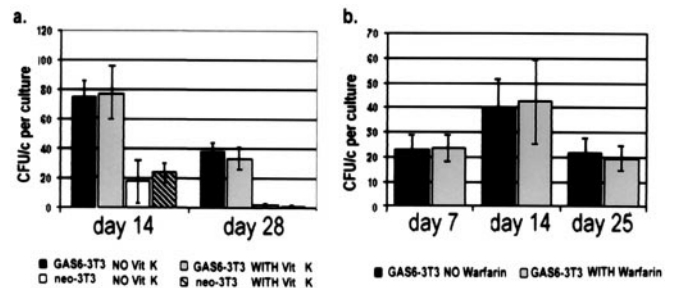 a.
CFU/c per culture
120
100
80
60
40
20
0
day 14 day 28
GAS6-3T3 NO Vit K GAS6-3T3 WITH Vit K
neo-3T3 NO Vit K neo-3T3 WITH Vit K
b.
CFU/c per culture
70
60
50
40
30
20
10
0
day 7 day 14 day 25
GAS6-3T3 NO Warfarin GAS6-3T3 WITH Warfarin